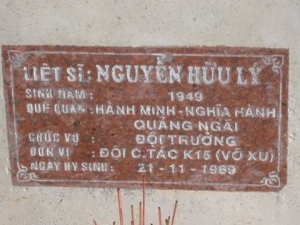 LIỆT SĨ: NGUYỄN HỮU LÝ
SINH NĂM: 1949
QUÊ QUÁN: HÀNH MINH - NGHĨA HÀNH
QUẢNG NGÃI
CHỨC VỤ: ĐỘI TRƯỞNG
ĐƠN VỊ: ĐỘI C.TÁC K15 (VÕ XU)
NGÀY HY SINH: 21 - 11 - 1969